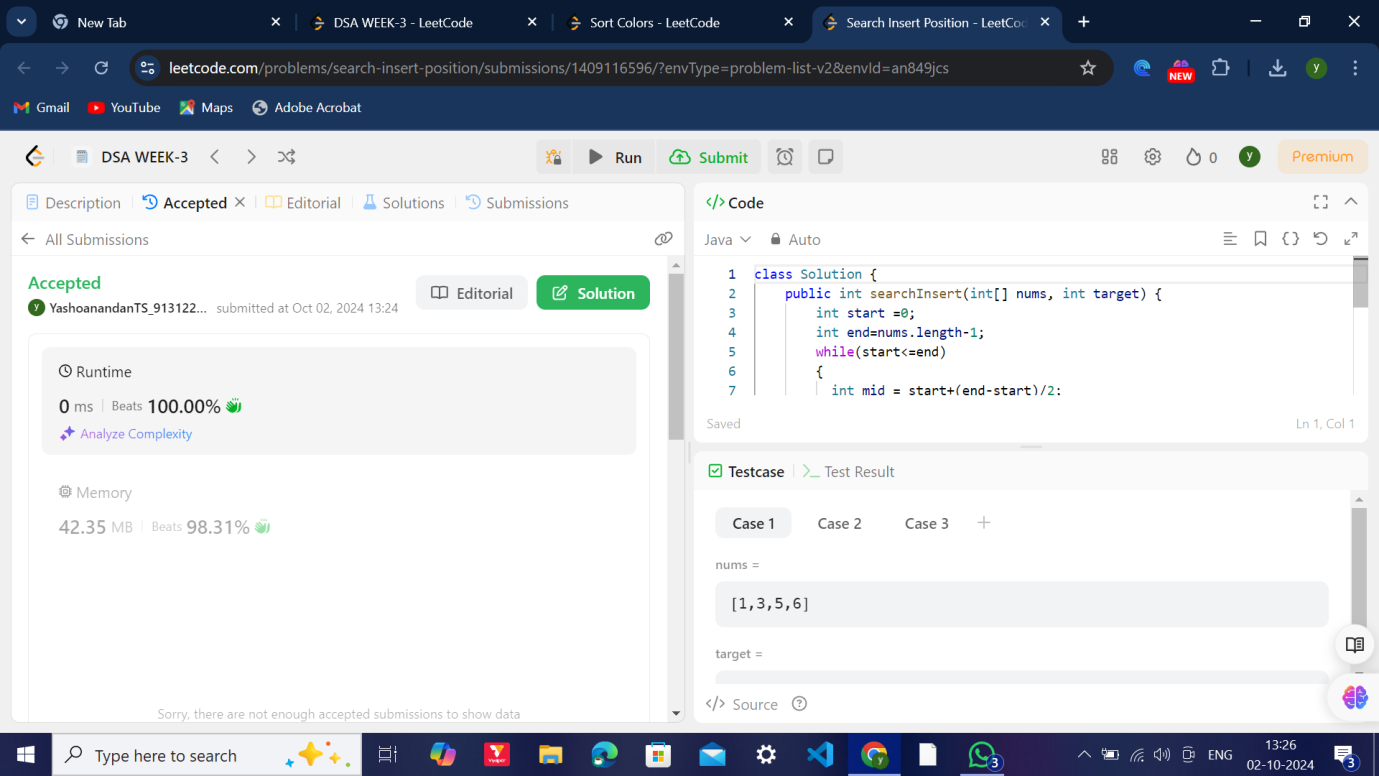 New Tab
DSA WEEK-3 - LeetCode
Sort Colors - LeetCode
Search Insert Position - LeetCo
leetcode.com/problems/search-insert-position/submissions/1409116596/?envType=problem-list-v2&envId=an849jcs
NEW
y
Gmail
YouTube
Maps
Adobe Acrobat
DSA WEEK-3
Run
Submit
0
y
Premium
Description
Accepted
Editorial
Solutions
Submissions
All Submissions
Accepted
y
YashoanandanTS_913122...
submitted at Oct 02, 2024 13:24
Editorial
Solution
Runtime
0 ms
Beats 100.00%
Analyze Complexity
Memory
42.35 MB
Beats 98.31%
Sorry, there are not enough accepted submissions to show data
</> Code
Java
Auto
1 class Solution {
2 public int searchInsert(int[] nums, int target) {
3 int start =0;
4 int end=nums.length-1;
5 while(start<=end)
6 {
7 int mid = start+(end-start)/2;
Saved
Ln 1, Col 1
Testcase
Test Result
Case 1
Case 2
Case 3
nums =
[1,3,5,6]
target =
</> Source
Type here to search
Vyapar
y
3
ENG
13:26
02-10-2024
3